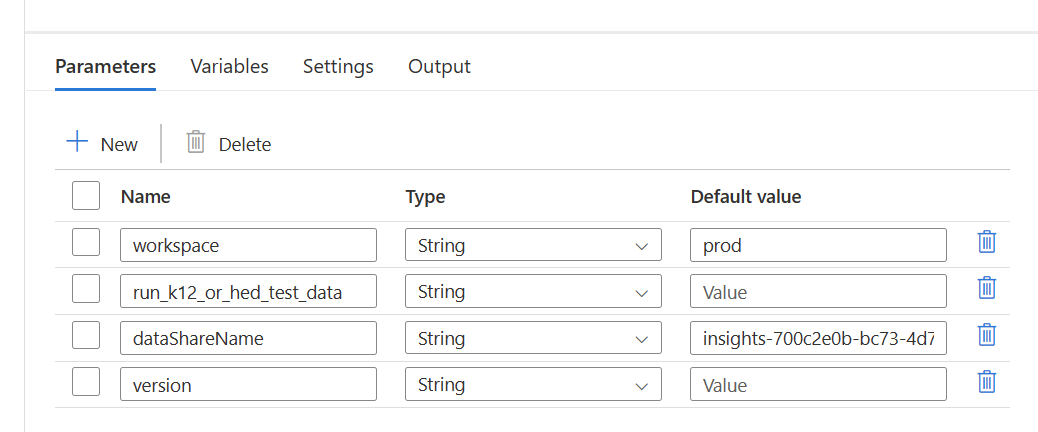 Parameters Variables Settings Output
New Delete
Name Type Default value
workspace String prod
run_k12_or_hed_test_data String Value
dataShareName String insights-700c2e0b-bc73-4d7
version String Value